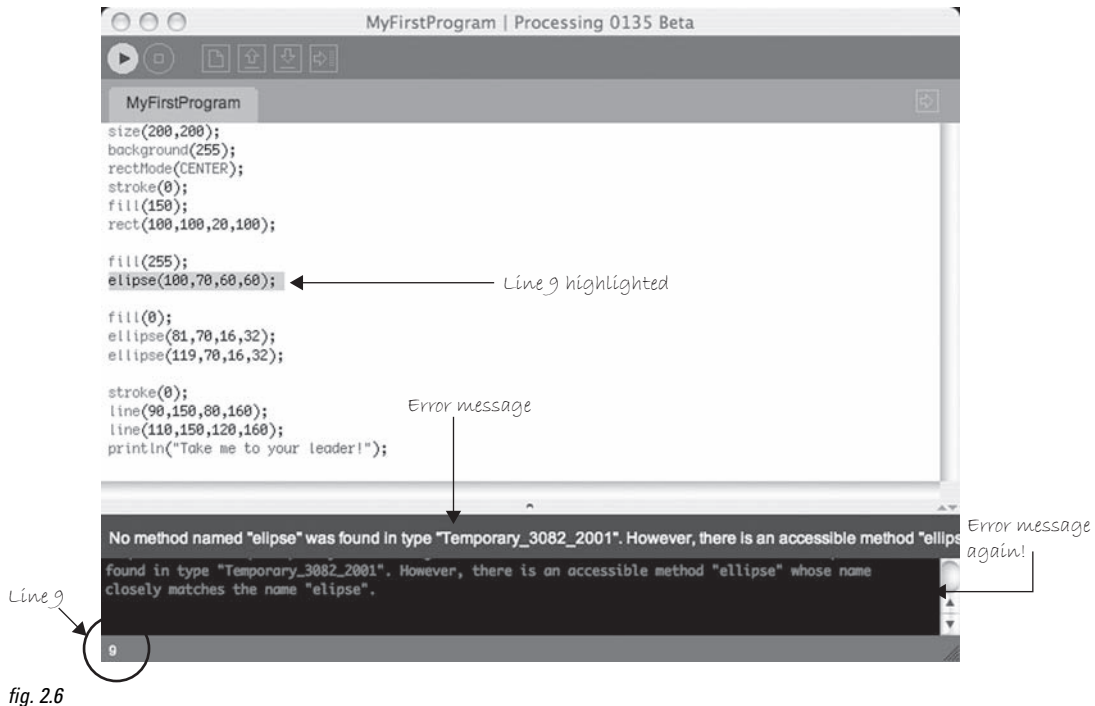 MyFirstProgram | Processing 0135 Beta
MyFirstProgram
size(200,200);
background(255);
rectMode(CENTER);
stroke(0);
fill(150);
rect(100,100,20,100);
fill(255);
elipse(100,70,60,60);
Line 9 highlighted
fill(0);
ellipse(81,70,16,32);
ellipse(119,70,16,32);
stroke(0);
line(90,150,80,160);
line(110,150,120,160);
println("Take me to your leader!");
Error message
No method named "elipse" was found in type "Temporary_3082_2001". However, there is an accessible method "ellips
Error message
again!
found in type "Temporary_3082_2001". However, there is an accessible method "ellipse" whose name
closely matches the name "elipse".
Line 9
9
fig. 2.6